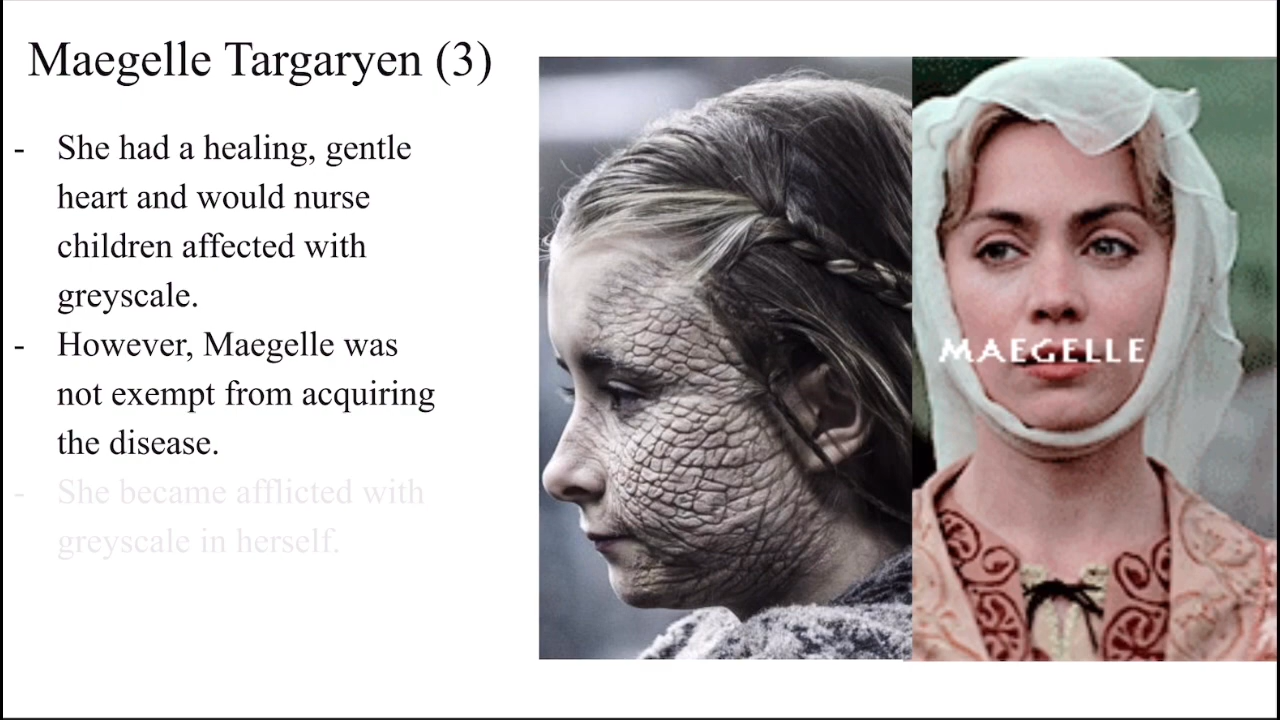 Maegelle Targaryen (3)
- She had a healing, gentle
heart and would nurse
children affected with
greyscale.
- However, Maegelle was
not exempt from acquiring
the disease.
- She became afflicted with
greyscale in herself.
MAEGELLE